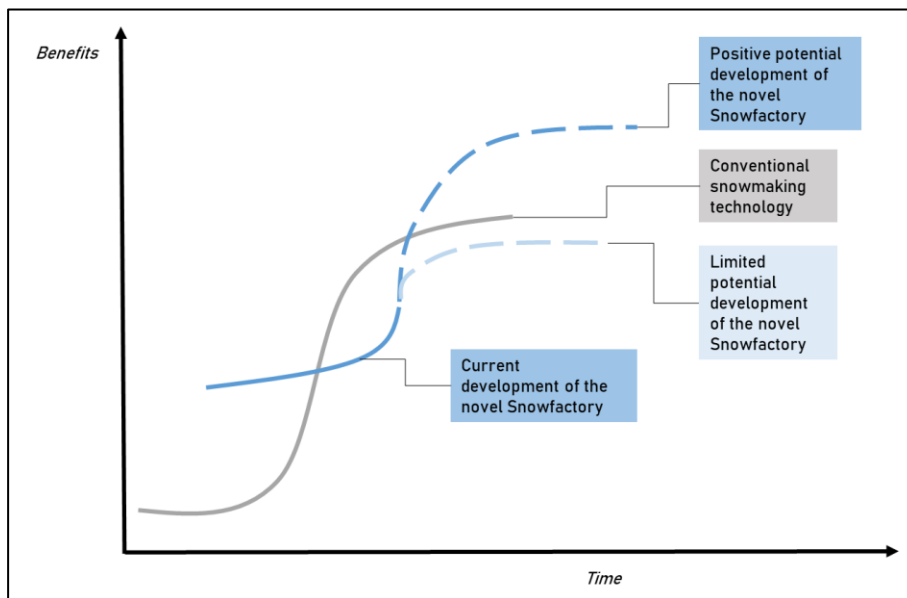 Benefits
Positive potential
development of
the novel
Snowfactory
Conventional
snowmaking
technology
Limited
potential
development
of the novel
Snowfactory
Current
development of the
novel Snowfactory
Time